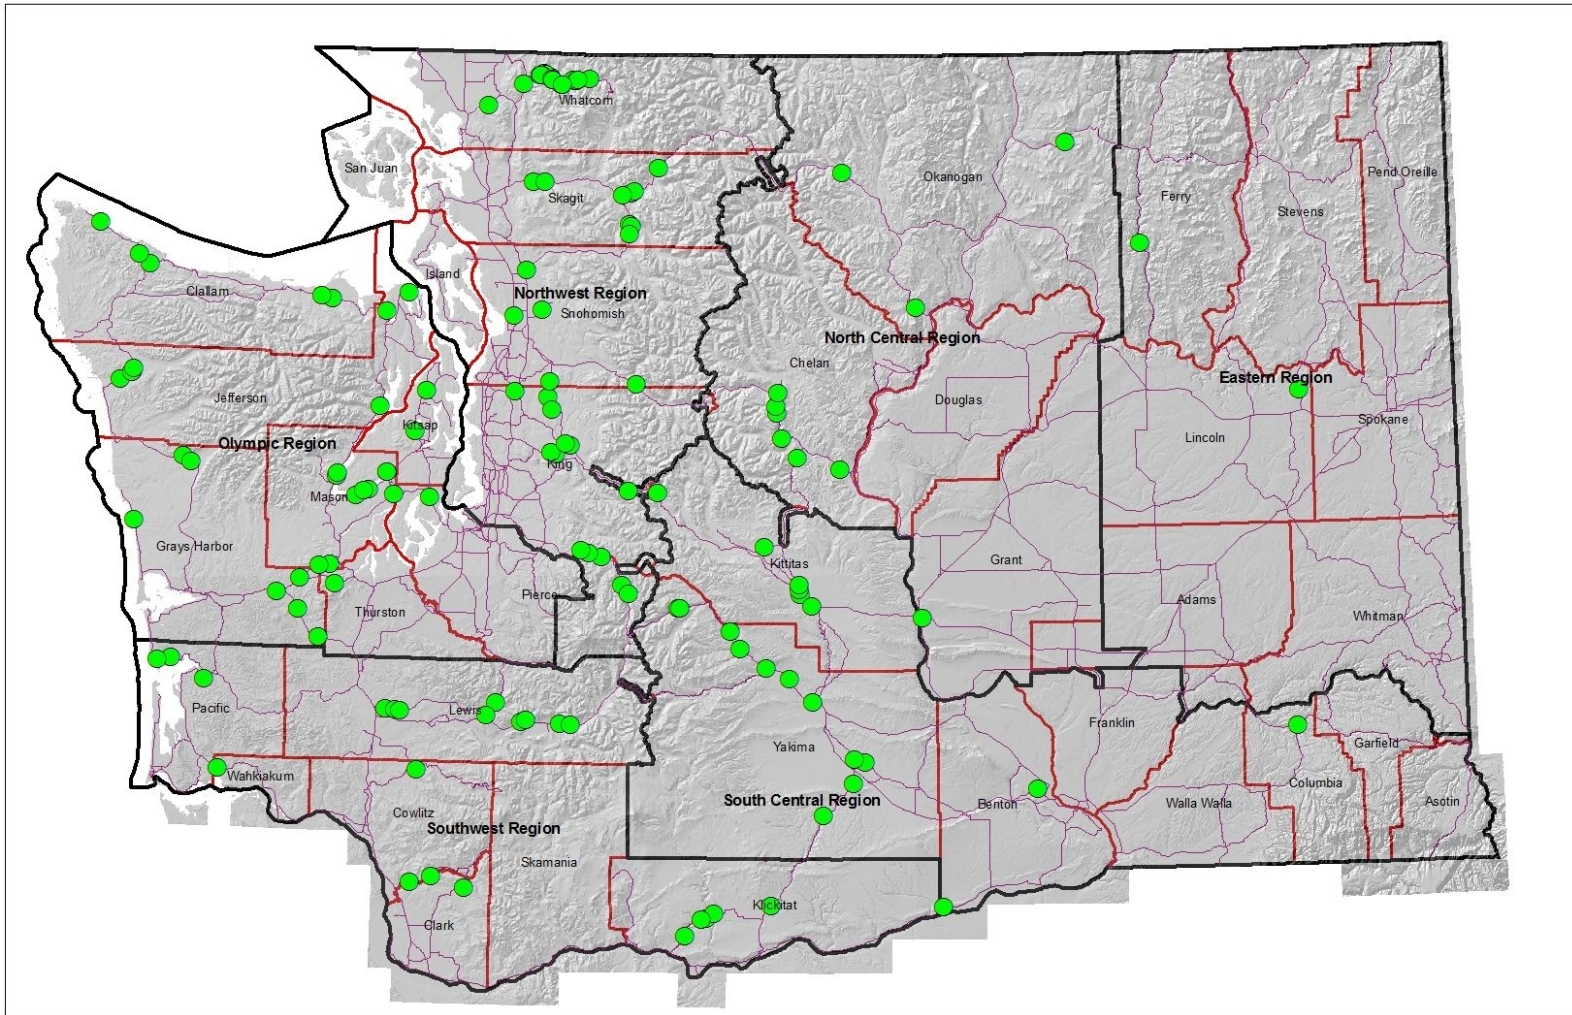 Whatcom
San Juan
Okanogan
Pend Oreille
Skagit
Ferry
Stevens
Island
Clallam
Northwest Region
Snohomish
North Central Region
Chelan
Eastern Region
Jefferson
Douglas
Kitsap
Spokane
Olympic Region
Lincoln
King
Mason
Grays Harbor
Grant
Kittitas
Pierce
Adams
Thurston
Whitman
Pacific
Lewis
Franklin
Yakima
Garfield
Wahkiakum
Columbia
South Central Region
Benton
Walla Walla
Asotin
Cowlitz
Southwest Region
Skamania
Klickitat
Clark